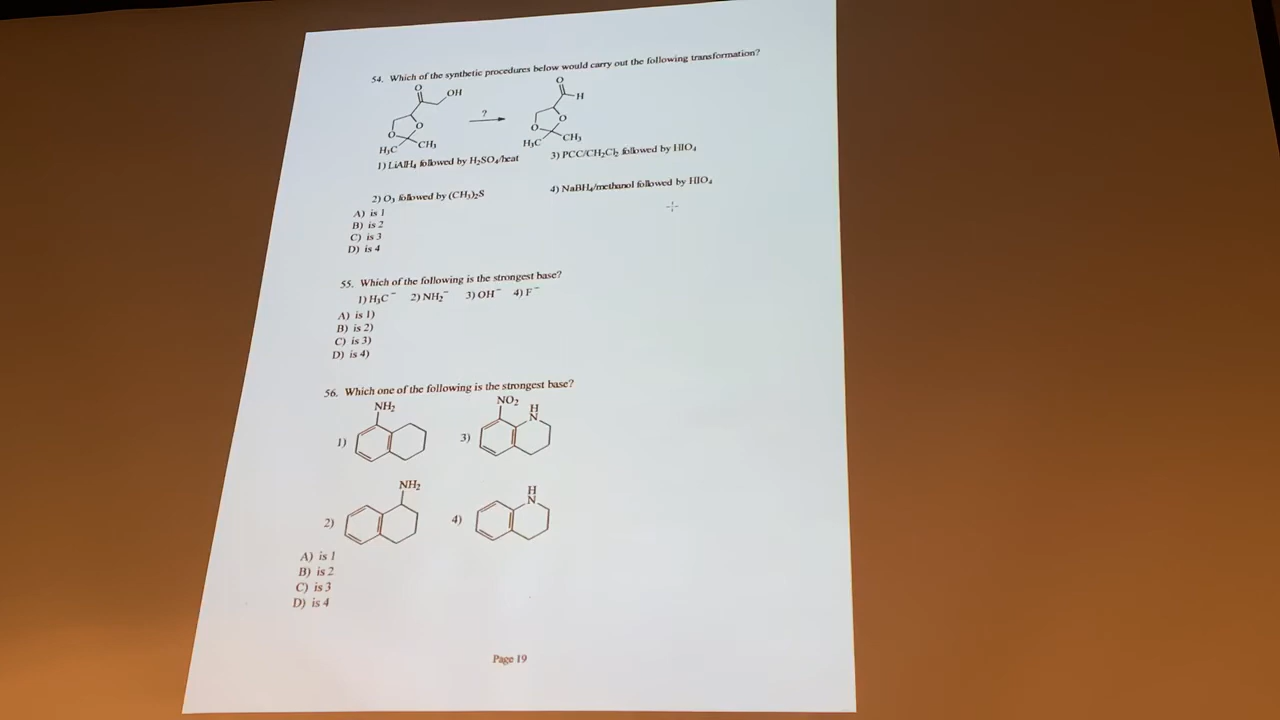 54. Which of the synthetic procedures below would carry out the following transformation?
O
OH
O
H
?
O
O
O
O
H₃C
CH₃
H₃C
CH₃
1) LiAlH₄ followed by H₂SO₄/heat
3) PCC/CH₂Cl₂ followed by HIO₄
2) O₃ followed by (CH₃)₂S
4) NaBH₄/methanol followed by HIO₄
A) is 1
B) is 2
C) is 3
D) is 4
55. Which of the following is the strongest base?
1) H₃C⁻ 2) NH₂⁻ 3) OH⁻ 4) F⁻
A) is 1)
B) is 2)
C) is 3)
D) is 4)
56. Which one of the following is the strongest base?
NH₂
NO₂
H
N
1)
3)
NH₂
H
N
2)
4)
A) is 1
B) is 2
C) is 3
D) is 4
Page 19